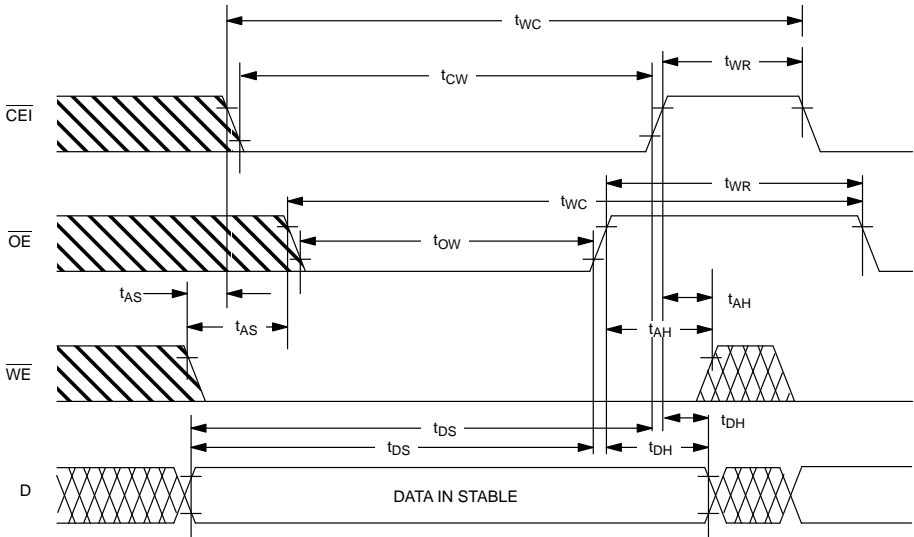 tWC
tCW
tWR
CEI
tWC
tWR
OE
tOW
tAS
tAS
tAH
tAH
WE
tDS
tDH
tDS
tDH
D
DATA IN STABLE